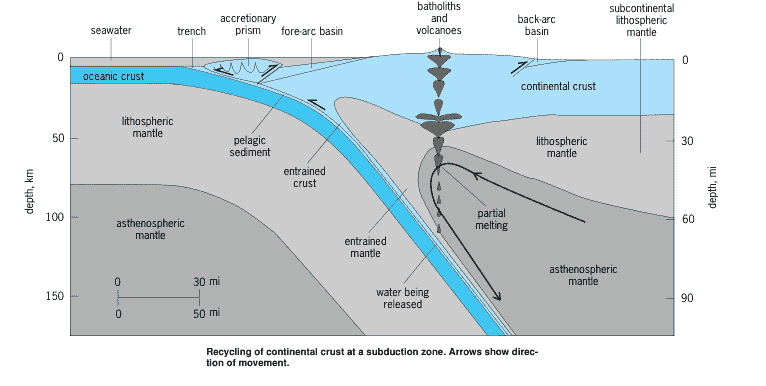 seawater
trench
accretionary
prism
fore-arc basin
batholiths
and
volcanoes
back-arc
basin
subcontinental
lithospheric
mantle
0
50
100
150
depth, km
0
30
60
90
depth, mi
oceanic crust
continental crust
lithospheric
mantle
pelagic
sediment
entrained
crust
lithospheric
mantle
asthenospheric
mantle
partial
melting
entrained
mantle
asthenospheric
mantle
water being
released
0 30 mi
0 50 mi
Recycling of continental crust at a subduction zone. Arrows show direc-
tion of movement.